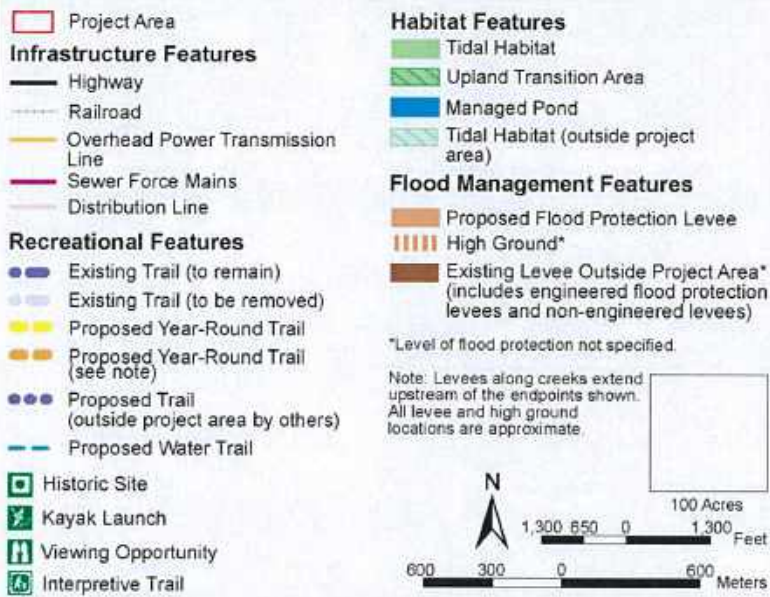 Project Area
Infrastructure Features
Highway
Railroad
Overhead Power Transmission
Line
Sewer Force Mains
Distribution Line
Recreational Features
Existing Trail (to remain)
Existing Trail (to be removed)
Proposed Year-Round Trail
Proposed Year-Round Trail
(see note)
Proposed Trail
(outside project area by others)
Proposed Water Trail
Historic Site
Kayak Launch
Viewing Opportunity
Interpretive Trail
Habitat Features
Tidal Habitat
Upland Transition Area
Managed Pond
Tidal Habitat (outside project
area)
Flood Management Features
Proposed Flood Protection Levee
High Ground*
Existing Levee Outside Project Area*
(includes engineered flood protection
levees and non-engineered levees)
*Level of flood protection not specified.
Note: Levees along creeks extend
upstream of the endpoints shown.
All levee and high ground
locations are approximate.
100 Acres
N
1,300 650 0 1,300 Feet
600 300 0 600 Meters